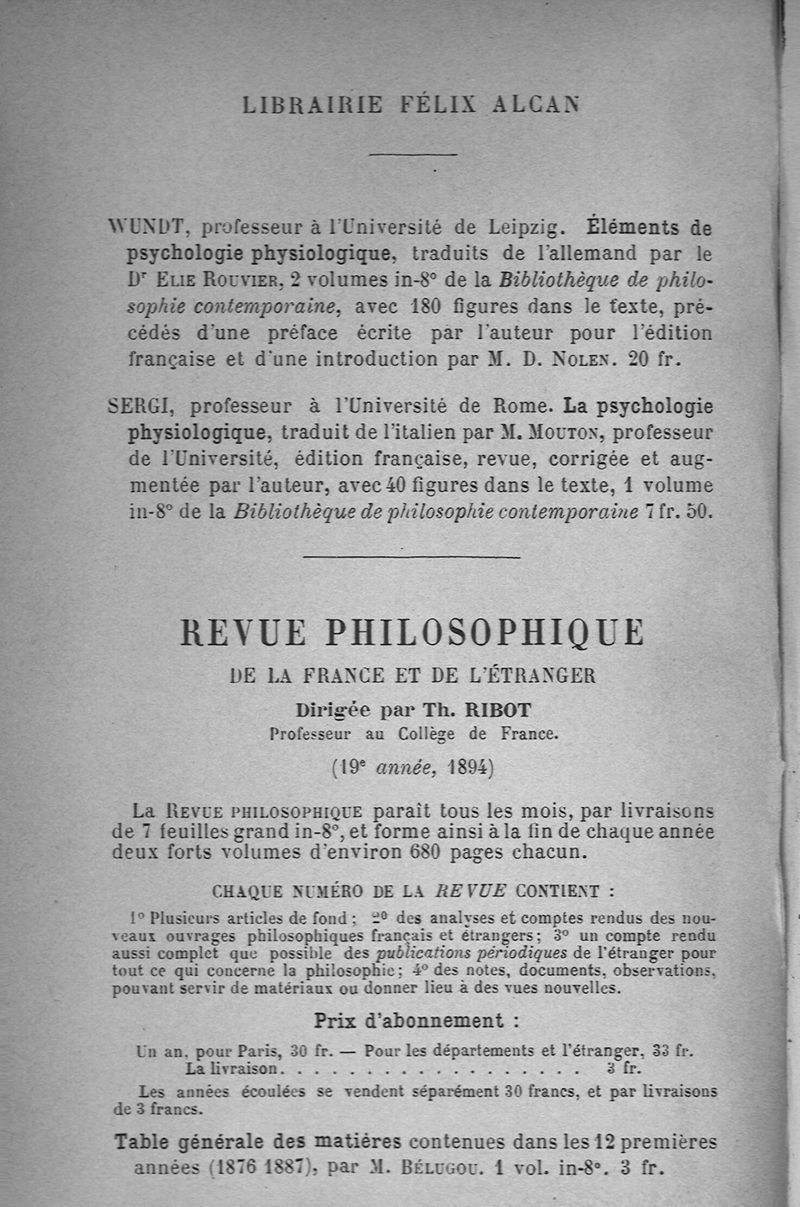 LIBRAIRIE FÉLIX ALCAN
WUNDT, professeur à l'Université de Leipzig. Éléments de
psychologie physiologique, traduits de l'allemand par le
Dr ELIE ROUVIER, 2 volumes in-8° de la Bibliothèque de philo-
sophie contemporaine, avec 180 figures dans le texte, pré-
cédés d'une préface écrite par l'auteur pour l'édition
française et d'une introduction par M. D. NOLEN. 20 fr.
SERGI, professeur à l'Université de Rome. La psychologie
physiologique, traduit de l'italien par M. MOUTON, professeur
de l'Université, édition française, revue, corrigée et aug-
mentée par l'auteur, avec 40 figures dans le texte, 1 volume
in-8° de la Bibliothèque de philosophie contemporaine 7 fr. 50.
REVUE PHILOSOPHIQUE
DE LA FRANCE ET DE L'ÉTRANGER
Dirigée par Th. RIBOT
Professeur au Collège de France.
(19e année, 1894)
La REVUE PHILOSOPHIQUE paraît tous les mois, par livraisons
de 7 feuilles grand in-8°, et forme ainsi à la fin de chaque année
deux forts volumes d'environ 680 pages chacun.
CHAQUE NUMÉRO DE LA REVUE CONTIENT :
1° Plusieurs articles de fond ; 2° des analyses et comptes rendus des nou-
veaux ouvrages philosophiques français et étrangers ; 3° un compte rendu
aussi complet que possible des publications périodiques de l'étranger pour
tout ce qui concerne la philosophie ; 4° des notes, documents, observations,
pouvant servir de matériaux ou donner lieu à des vues nouvelles.
Prix d'abonnement :
Un an, pour Paris, 30 fr. — Pour les départements et l'étranger, 33 fr.
La livraison. . . . . . . . . . . . . . . . . . 3 fr.
Les années écoulées se vendent séparément 30 francs, et par livraisons
de 3 francs.
Table générale des matières contenues dans les 12 premières
années (1876 1887), par M. BÉLUGOU. 1 vol. in-8°. 3 fr.